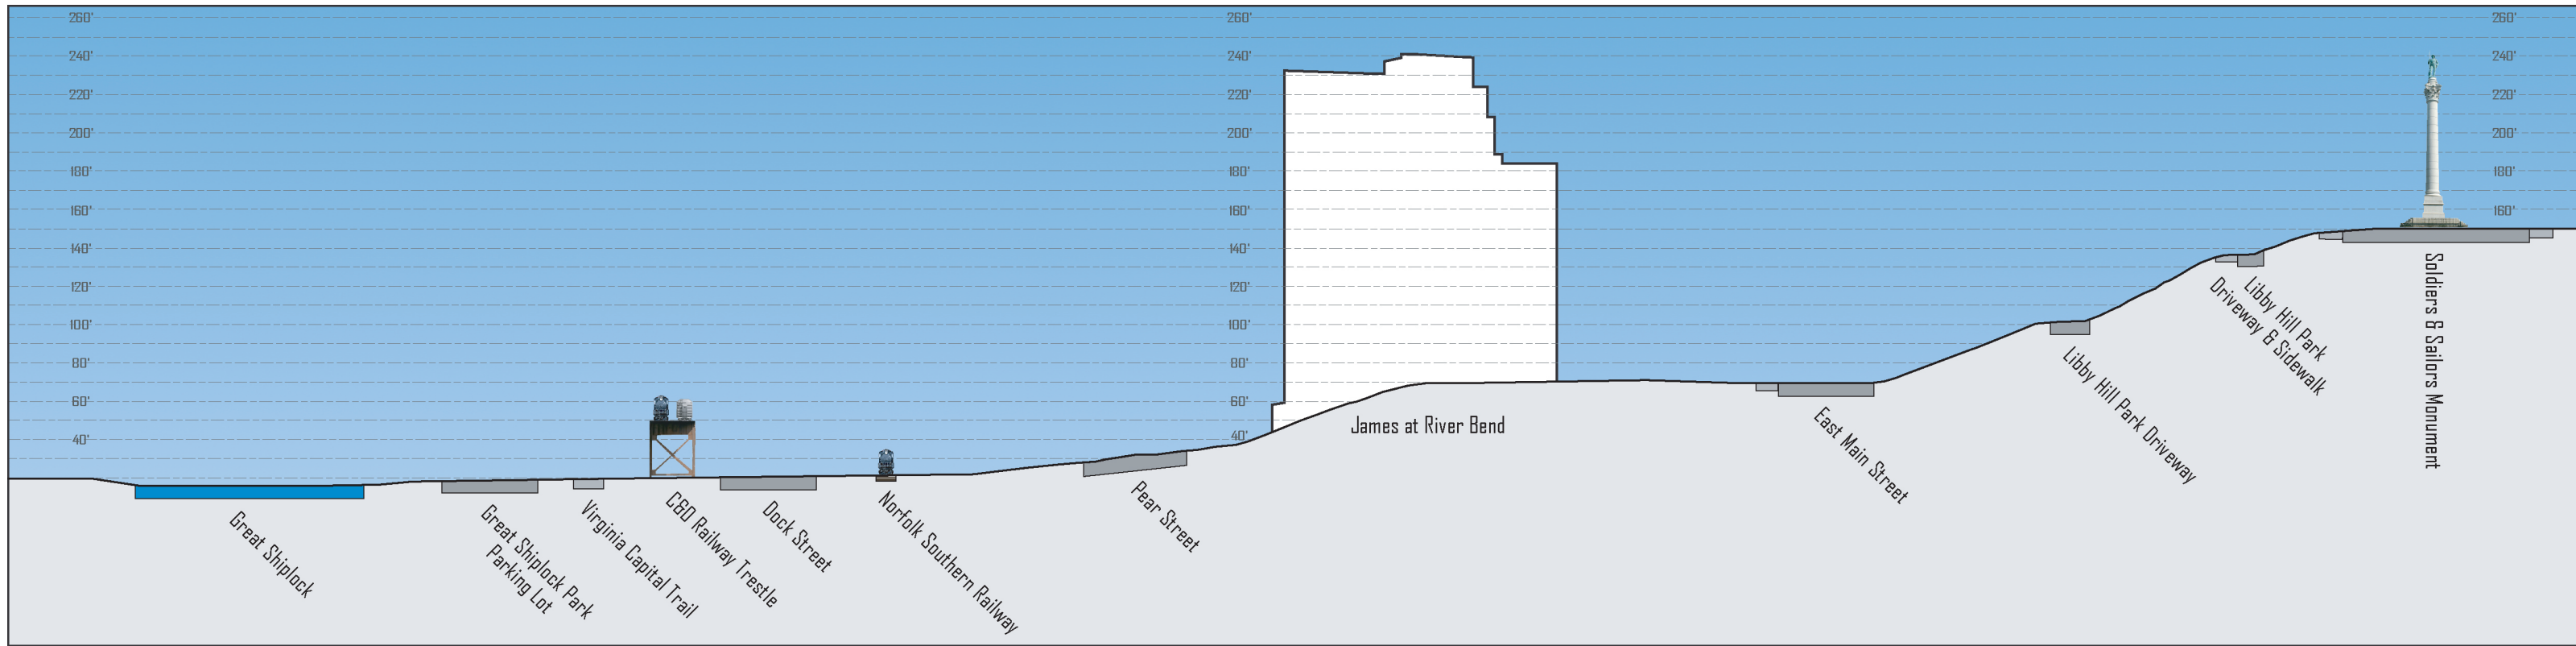 260' 260' 260'
240' 240' 240'
220' 220' 220'
200' 200' 200'
180' 180' 180'
160' 160' 160'
140' 140'
120' 120'
100' 100'
80' 80'
60' 60'
40' 40'
Great Shiplock
Great Shiplock Park
Parking Lot
Virginia Capital Trail
C&O Railway Trestle
Dock Street
Norfolk Southern Railway
Pear Street
James at River Bend
East Main Street
Libby Hill Park Driveway
Libby Hill Park
Driveway & Sidewalk
Soldiers & Sailors Monument